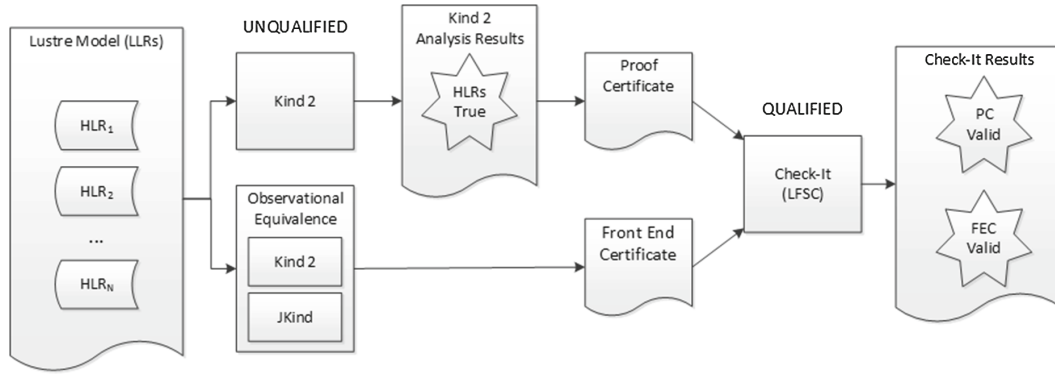 Lustre Model (LLRs)
HLR1
HLR2
...
HLRN
UNQUALIFIED
Kind 2
Observational
Equivalence
Kind 2
JKind
Kind 2
Analysis Results
HLRs
True
Proof
Certificate
Front End
Certificate
QUALIFIED
Check-It
(LFSC)
Check-It Results
PC
Valid
FEC
Valid